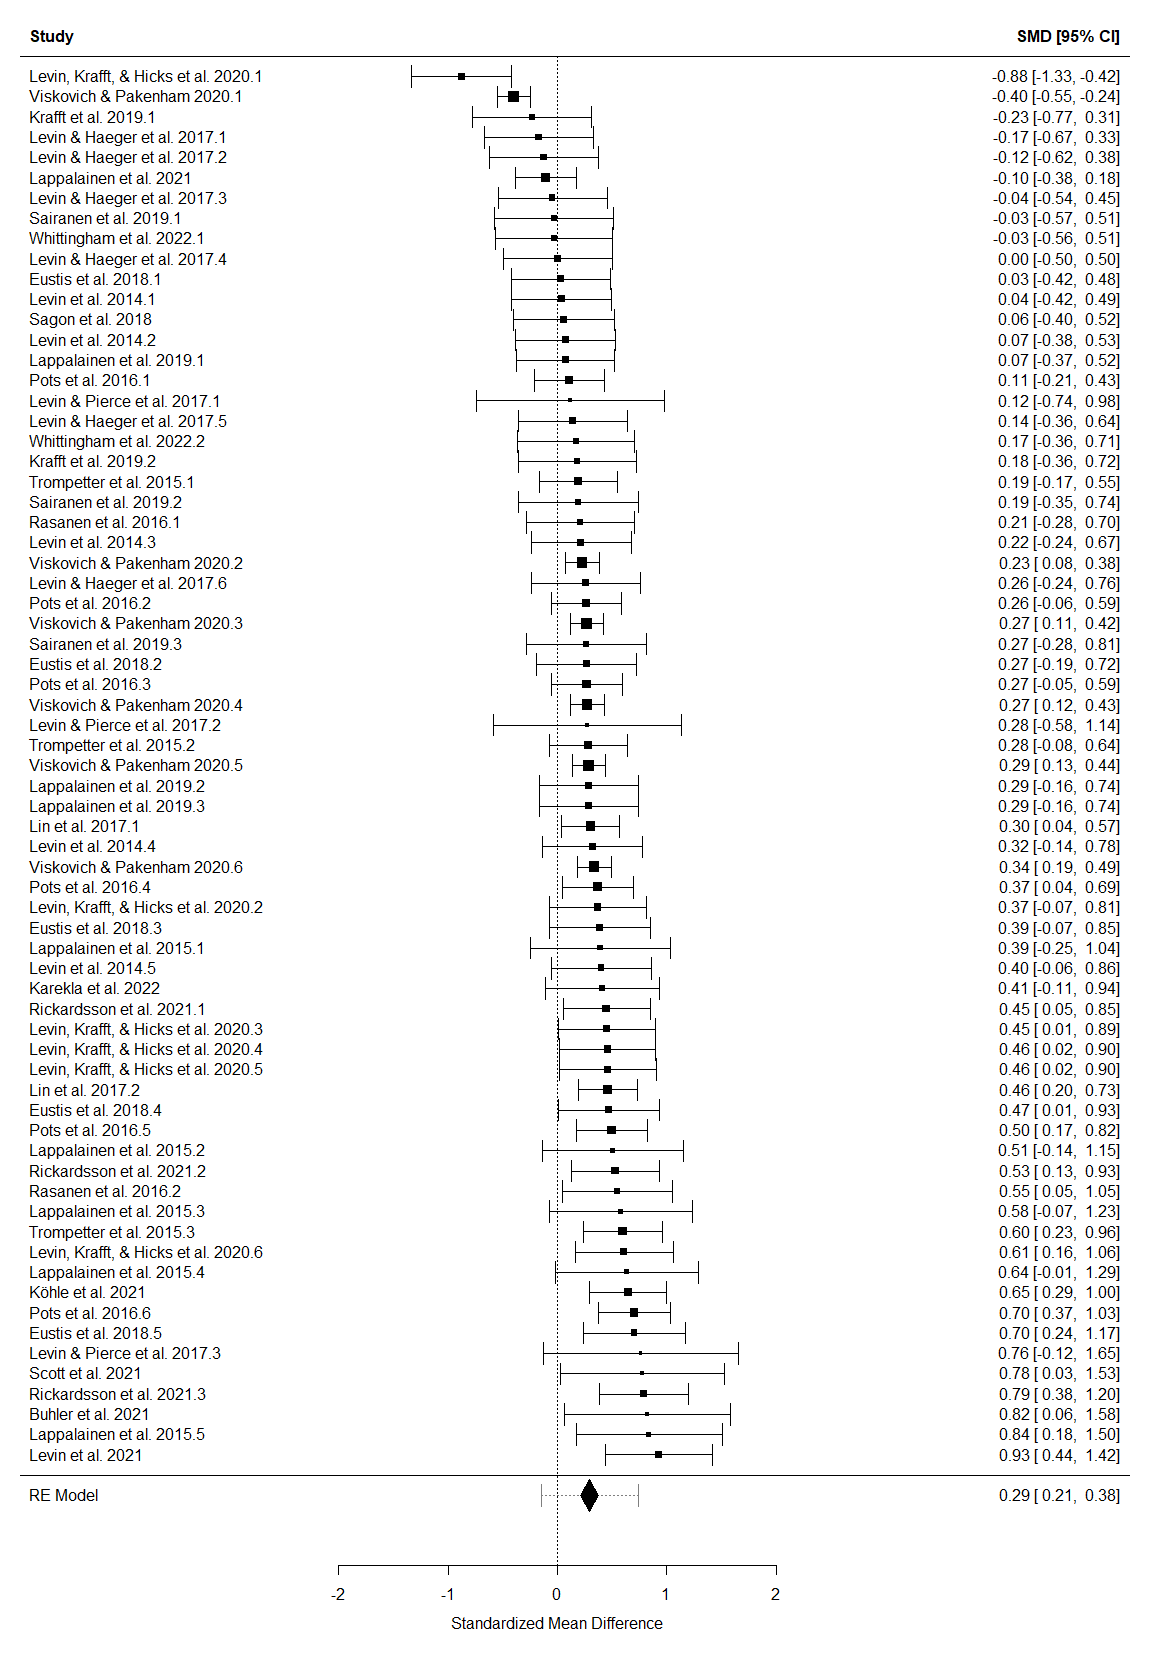 Study SMD [95% CI]
Levin, Krafft, & Hicks et al. 2020.1 -0.88 [-1.33, -0.42]
Viskovich & Pakenham 2020.1 -0.40 [-0.55, -0.24]
Krafft et al. 2019.1 -0.23 [-0.77, 0.31]
Levin & Haeger et al. 2017.1 -0.17 [-0.67, 0.33]
Levin & Haeger et al. 2017.2 -0.12 [-0.62, 0.38]
Lappalainen et al. 2021 -0.10 [-0.38, 0.18]
Levin & Haeger et al. 2017.3 -0.04 [-0.54, 0.45]
Sairanen et al. 2019.1 -0.03 [-0.57, 0.51]
Whittingham et al. 2022.1 -0.03 [-0.56, 0.51]
Levin & Haeger et al. 2017.4 0.00 [-0.50, 0.50]
Eustis et al. 2018.1 0.03 [-0.42, 0.48]
Levin et al. 2014.1 0.04 [-0.42, 0.49]
Sagon et al. 2018 0.06 [-0.40, 0.52]
Levin et al. 2014.2 0.07 [-0.38, 0.53]
Lappalainen et al. 2019.1 0.07 [-0.37, 0.52]
Pots et al. 2016.1 0.11 [-0.21, 0.43]
Levin & Pierce et al. 2017.1 0.12 [-0.74, 0.98]
Levin & Haeger et al. 2017.5 0.14 [-0.36, 0.64]
Whittingham et al. 2022.2 0.17 [-0.36, 0.71]
Krafft et al. 2019.2 0.18 [-0.36, 0.72]
Trompetter et al. 2015.1 0.19 [-0.17, 0.55]
Sairanen et al. 2019.2 0.19 [-0.35, 0.74]
Rasanen et al. 2016.1 0.21 [-0.28, 0.70]
Levin et al. 2014.3 0.22 [-0.24, 0.67]
Viskovich & Pakenham 2020.2 0.23 [ 0.08, 0.38]
Levin & Haeger et al. 2017.6 0.26 [-0.24, 0.76]
Pots et al. 2016.2 0.26 [-0.06, 0.59]
Viskovich & Pakenham 2020.3 0.27 [ 0.11, 0.42]
Sairanen et al. 2019.3 0.27 [-0.28, 0.81]
Eustis et al. 2018.2 0.27 [-0.19, 0.72]
Pots et al. 2016.3 0.27 [-0.05, 0.59]
Viskovich & Pakenham 2020.4 0.27 [ 0.12, 0.43]
Levin & Pierce et al. 2017.2 0.28 [-0.58, 1.14]
Trompetter et al. 2015.2 0.28 [-0.08, 0.64]
Viskovich & Pakenham 2020.5 0.29 [ 0.13, 0.44]
Lappalainen et al. 2019.2 0.29 [-0.16, 0.74]
Lappalainen et al. 2019.3 0.29 [-0.16, 0.74]
Lin et al. 2017.1 0.30 [ 0.04, 0.57]
Levin et al. 2014.4 0.32 [-0.14, 0.78]
Viskovich & Pakenham 2020.6 0.34 [ 0.19, 0.49]
Pots et al. 2016.4 0.37 [ 0.04, 0.69]
Levin, Krafft, & Hicks et al. 2020.2 0.37 [-0.07, 0.81]
Eustis et al. 2018.3 0.39 [-0.07, 0.85]
Lappalainen et al. 2015.1 0.39 [-0.25, 1.04]
Levin et al. 2014.5 0.40 [-0.06, 0.86]
Karekla et al. 2022 0.41 [-0.11, 0.94]
Rickardsson et al. 2021.1 0.45 [ 0.05, 0.85]
Levin, Krafft, & Hicks et al. 2020.3 0.45 [ 0.01, 0.89]
Levin, Krafft, & Hicks et al. 2020.4 0.46 [ 0.02, 0.90]
Levin, Krafft, & Hicks et al. 2020.5 0.46 [ 0.02, 0.90]
Lin et al. 2017.2 0.46 [ 0.20, 0.73]
Eustis et al. 2018.4 0.47 [ 0.01, 0.93]
Pots et al. 2016.5 0.50 [ 0.17, 0.82]
Lappalainen et al. 2015.2 0.51 [-0.14, 1.15]
Rickardsson et al. 2021.2 0.53 [ 0.13, 0.93]
Rasanen et al. 2016.2 0.55 [ 0.05, 1.05]
Lappalainen et al. 2015.3 0.58 [-0.07, 1.23]
Trompetter et al. 2015.3 0.60 [ 0.23, 0.96]
Levin, Krafft, & Hicks et al. 2020.6 0.61 [ 0.16, 1.06]
Lappalainen et al. 2015.4 0.64 [-0.01, 1.29]
Köhle et al. 2021 0.65 [ 0.29, 1.00]
Pots et al. 2016.6 0.70 [ 0.37, 1.03]
Eustis et al. 2018.5 0.70 [ 0.24, 1.17]
Levin & Pierce et al. 2017.3 0.76 [-0.12, 1.65]
Scott et al. 2021 0.78 [ 0.03, 1.53]
Rickardsson et al. 2021.3 0.79 [ 0.38, 1.20]
Buhler et al. 2021 0.82 [ 0.06, 1.58]
Lappalainen et al. 2015.5 0.84 [ 0.18, 1.50]
Levin et al. 2021 0.93 [ 0.44, 1.42]
RE Model 0.29 [ 0.21, 0.38]
-2 -1 0 1 2
Standardized Mean Difference